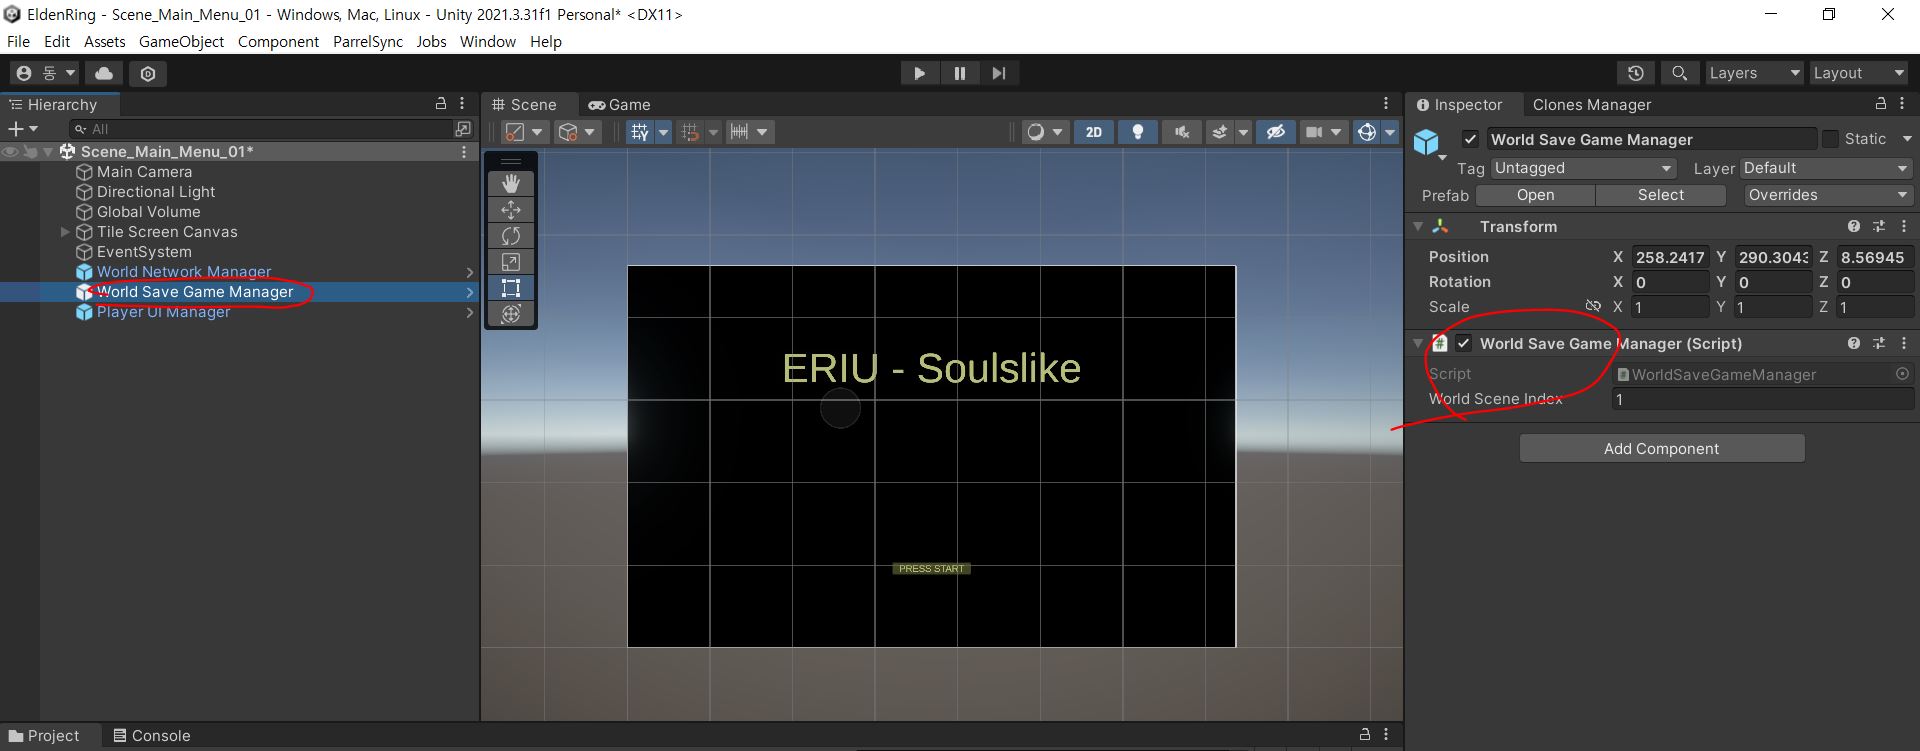 EldenRing - Scene_Main_Menu_01 - Windows, Mac, Linux - Unity 2021.3.31f1 Personal* <DX11>
File Edit Assets GameObject Component ParrelSync Jobs Window Help
동
Layers
Layout
Hierarchy
All
Scene_Main_Menu_01*
Main Camera
Directional Light
Global Volume
Tile Screen Canvas
EventSystem
World Network Manager
World Save Game Manager
Player UI Manager
Scene
Game
2D
ERIU - Soulslike
PRESS START
Inspector
Clones Manager
World Save Game Manager
Static
Tag Untagged
Layer Default
Prefab Open Select Overrides
Transform
Position X 258.2417 Y 290.3043 Z 8.56945
Rotation X 0 Y 0 Z 0
Scale X 1 Y 1 Z 1
World Save Game Manager (Script)
Script WorldSaveGameManager
World Scene Index 1
Add Component
Project
Console